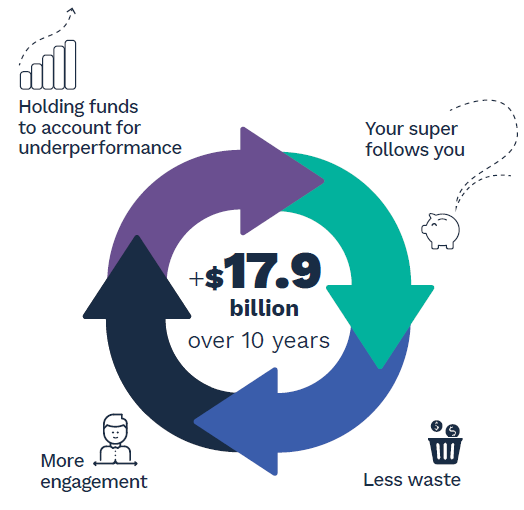 Holding funds
to account for
underperformance
Your super
follows you
+$17.9
billion
over 10 years
$ $
More
engagement
Less waste